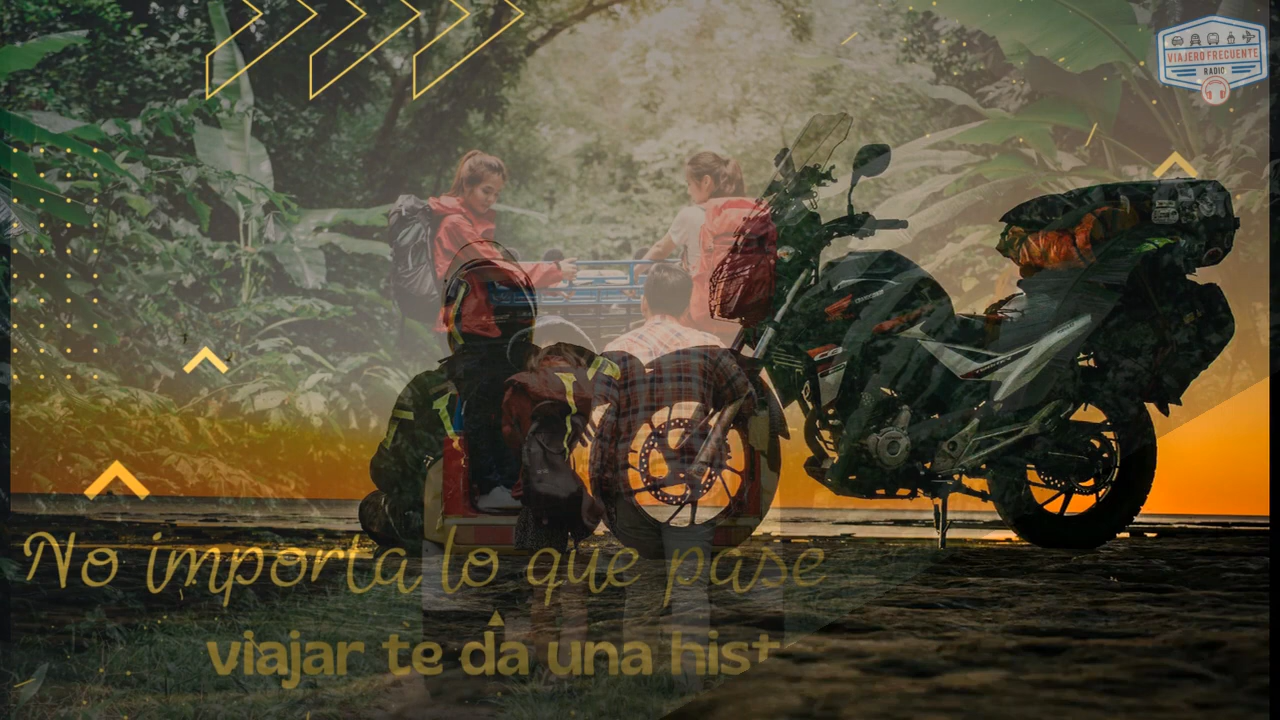 VIAJERO FRECUENTE
RADIO
No importa lo que pase
viajar te da una hist